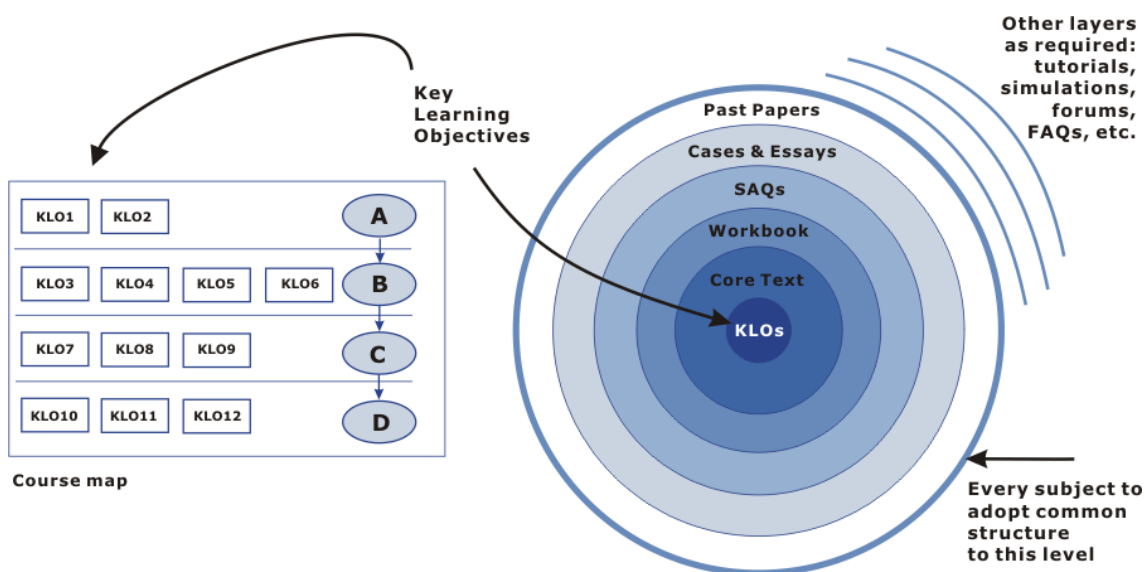 Other layers
as required:
tutorials,
simulations,
forums,
FAQs, etc.
Key
Learning
Objectives
Past Papers
Cases & Essays
SAQs
Workbook
Core Text
KLOs
KLO1 KLO2 A
KLO3 KLO4 KLO5 KLO6 B
KLO7 KLO8 KLO9 C
KLO10 KLO11 KLO12 D
Course map
Every subject to
adopt common
structure
to this level